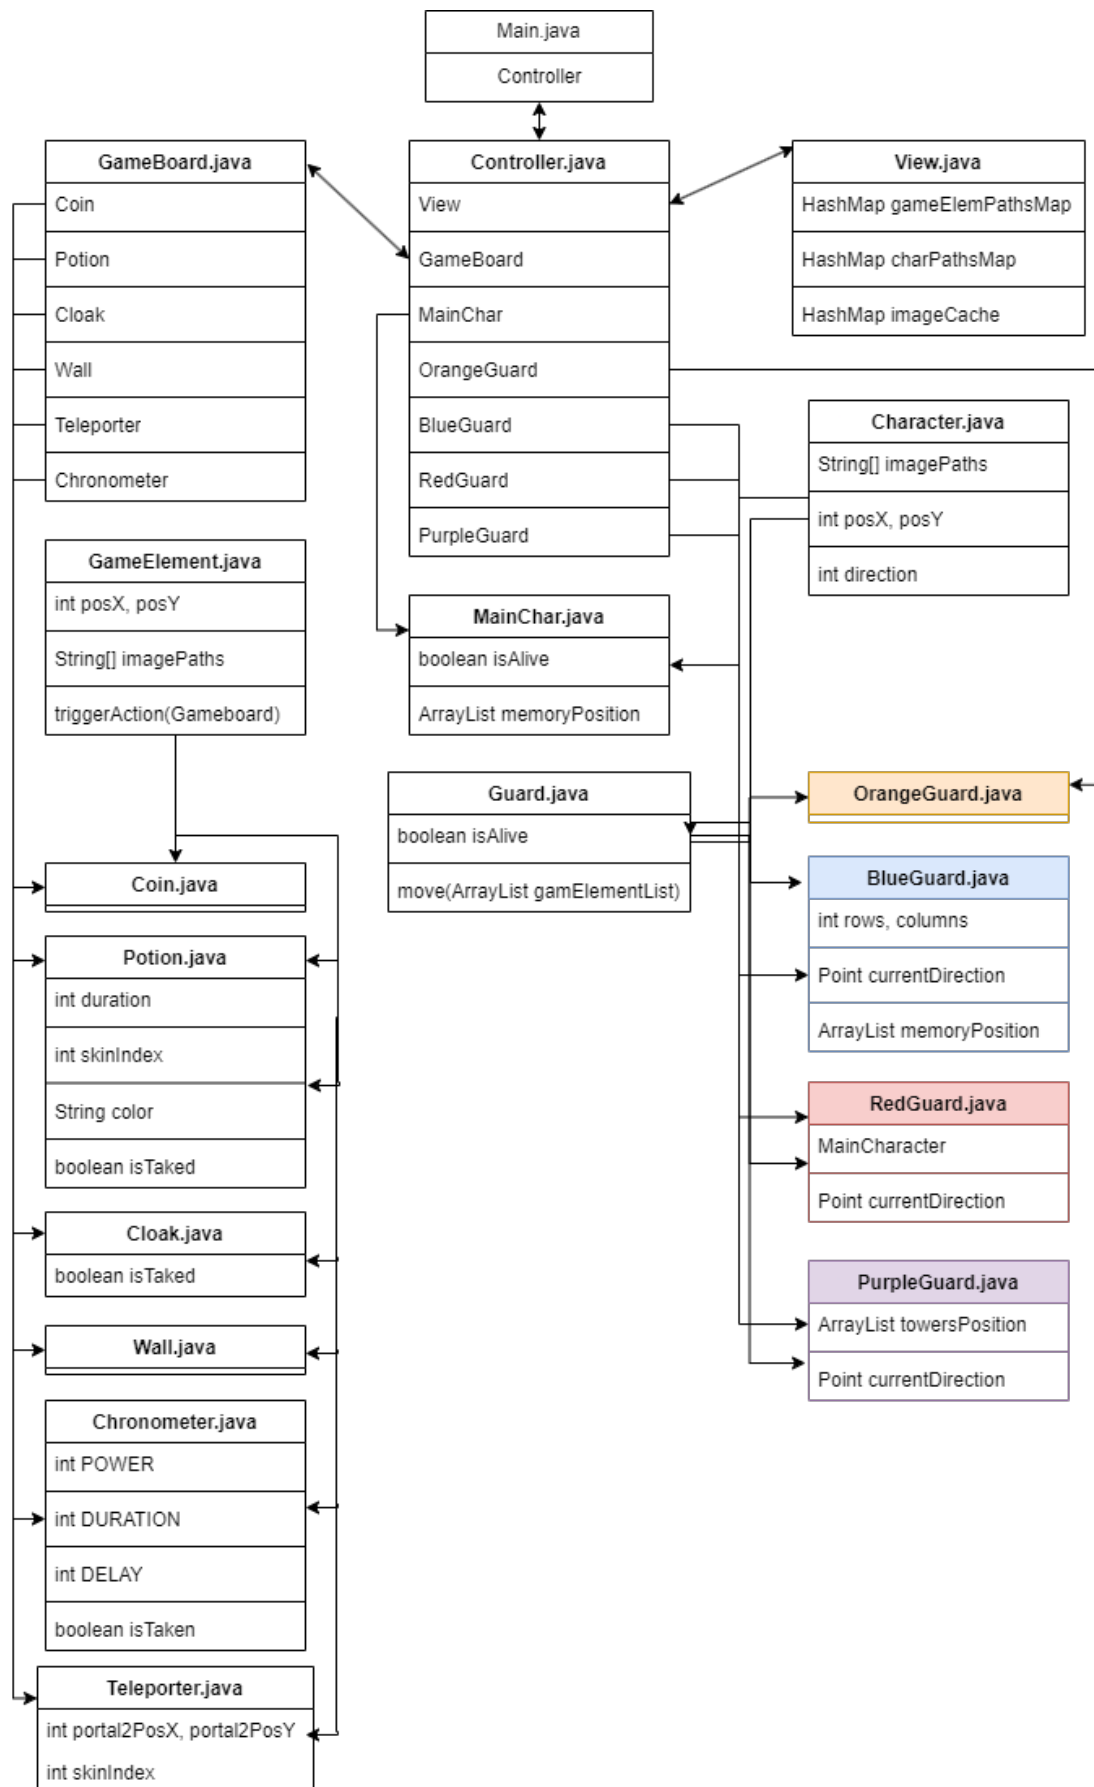 Main.java
Controller
GameBoard.java
Coin
Potion
Cloak
Wall
Teleporter
Chronometer
Controller.java
View
GameBoard
MainChar
OrangeGuard
BlueGuard
RedGuard
PurpleGuard
View.java
HashMap gameElemPathsMap
HashMap charPathsMap
HashMap imageCache
Character.java
String[] imagePaths
int posX, posY
int direction
GameElement.java
int posX, posY
String[] imagePaths
triggerAction(Gameboard)
MainChar.java
boolean isAlive
ArrayList memoryPosition
Guard.java
boolean isAlive
move(ArrayList gamElementList)
OrangeGuard.java
BlueGuard.java
int rows, columns
Point currentDirection
ArrayList memoryPosition
RedGuard.java
MainCharacter
Point currentDirection
PurpleGuard.java
ArrayList towersPosition
Point currentDirection
Coin.java
Potion.java
int duration
int skinIndex
String color
boolean isTaked
Cloak.java
boolean isTaked
Wall.java
Chronometer.java
int POWER
int DURATION
int DELAY
boolean isTaken
Teleporter.java
int portal2PosX, portal2PosY
int skinIndex